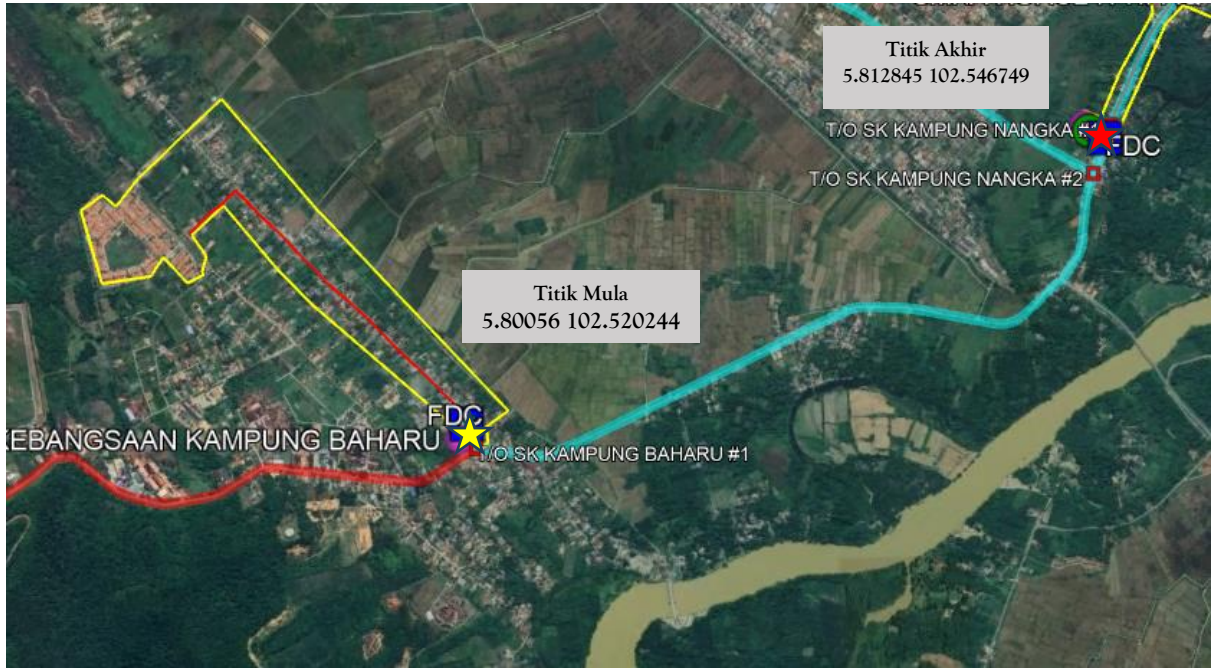 Titik Akhir
5.812845 102.546749
T/O SK KAMPUNG NANGKA #1
FDC
T/O SK KAMPUNG NANGKA #2
Titik Mula
5.80056 102.520244
FDC
KEBANGSAAN KAMPUNG BAHARU
T/O SK KAMPUNG BAHARU #1